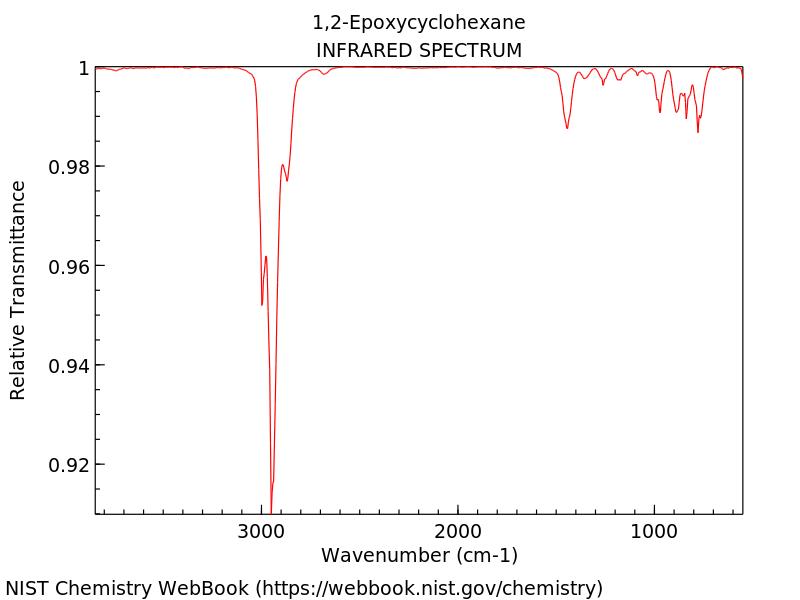 1,2-Epoxycyclohexane
INFRARED SPECTRUM
1
0.98
0.96
0.94
0.92
Relative Transmittance
3000
2000
1000
Wavenumber (cm-1)
NIST Chemistry WebBook (https://webbook.nist.gov/chemistry)